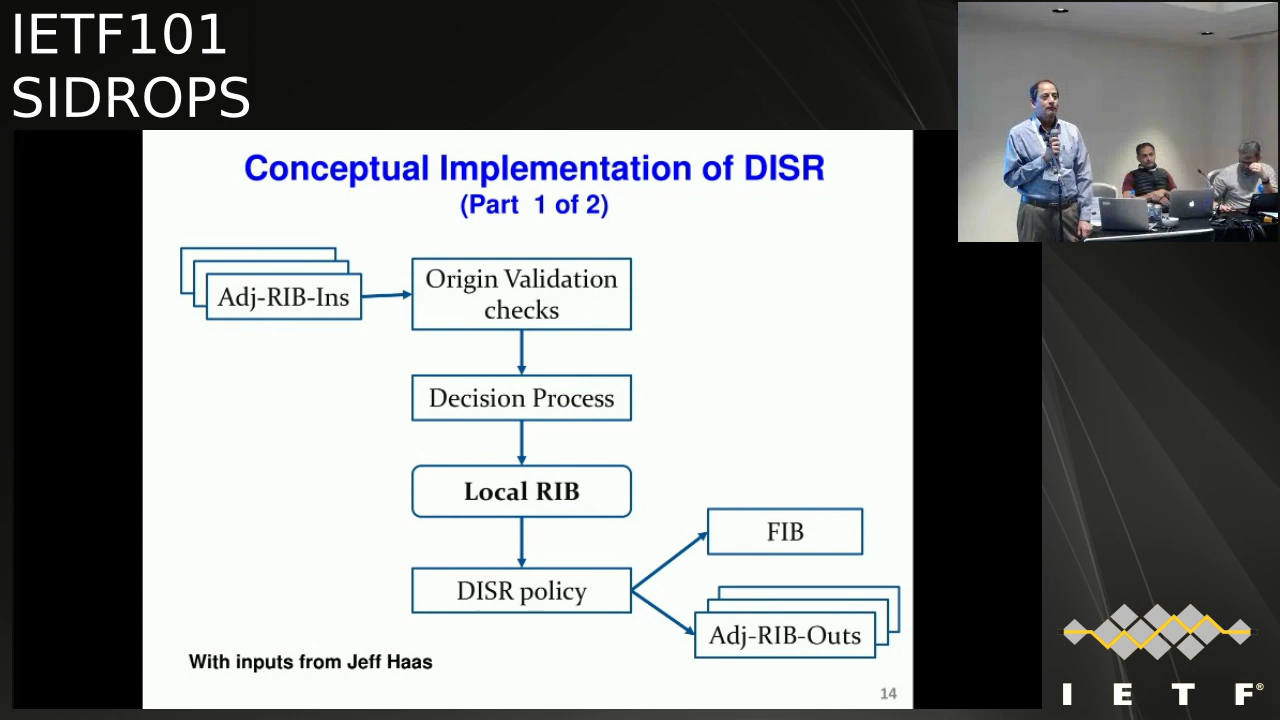 IETF101
SIDROPS
Conceptual Implementation of DISR
(Part 1 of 2)
Adj-RIB-Ins
Origin Validation
checks
Decision Process
Local RIB
DISR policy
FIB
Adj-RIB-Outs
With inputs from Jeff Haas
14
I E T F®